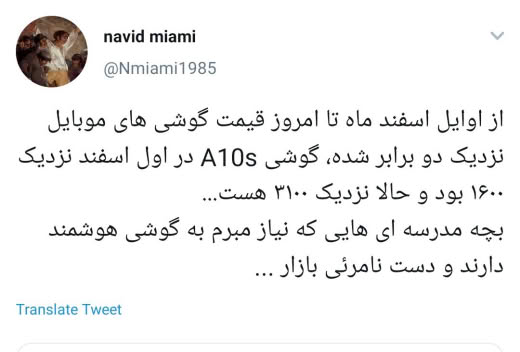 navid miami
@Nmiami1985
از اوایل اسفند ماه تا امروز قیمت گوشی های موبایل
نزدیک دو برابر شده، گوشی A10s در اول اسفند نزدیک
۱۶۰۰ بود و حالا نزدیک ۳۱۰۰ هست...
بچه مدرسه ای هایی که نیاز مبرم به گوشی هوشمند
دارند و دست نامرئی بازار ...
Translate Tweet